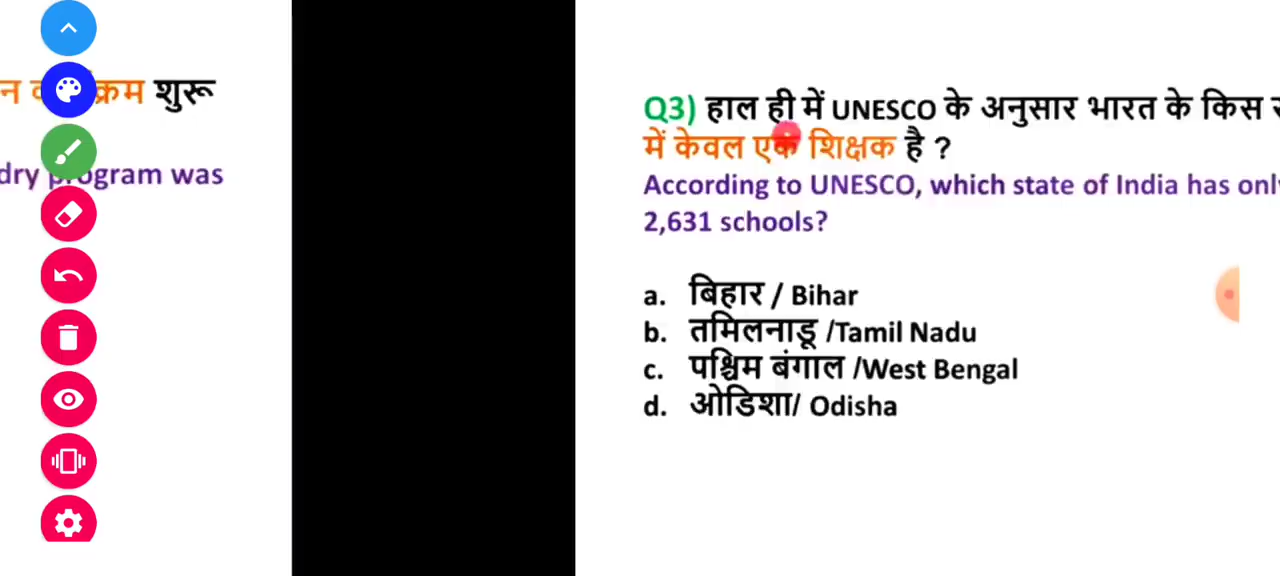 क्रम शुरू
dry program was
Q3) हाल ही में UNESCO के अनुसार भारत के किस
में केवल एक शिक्षक है ?
According to UNESCO, which state of India has only
2,631 schools?
a. बिहार / Bihar
b. तमिलनाडू /Tamil Nadu
c. पश्चिम बंगाल /West Bengal
d. ओडिशा/ Odisha